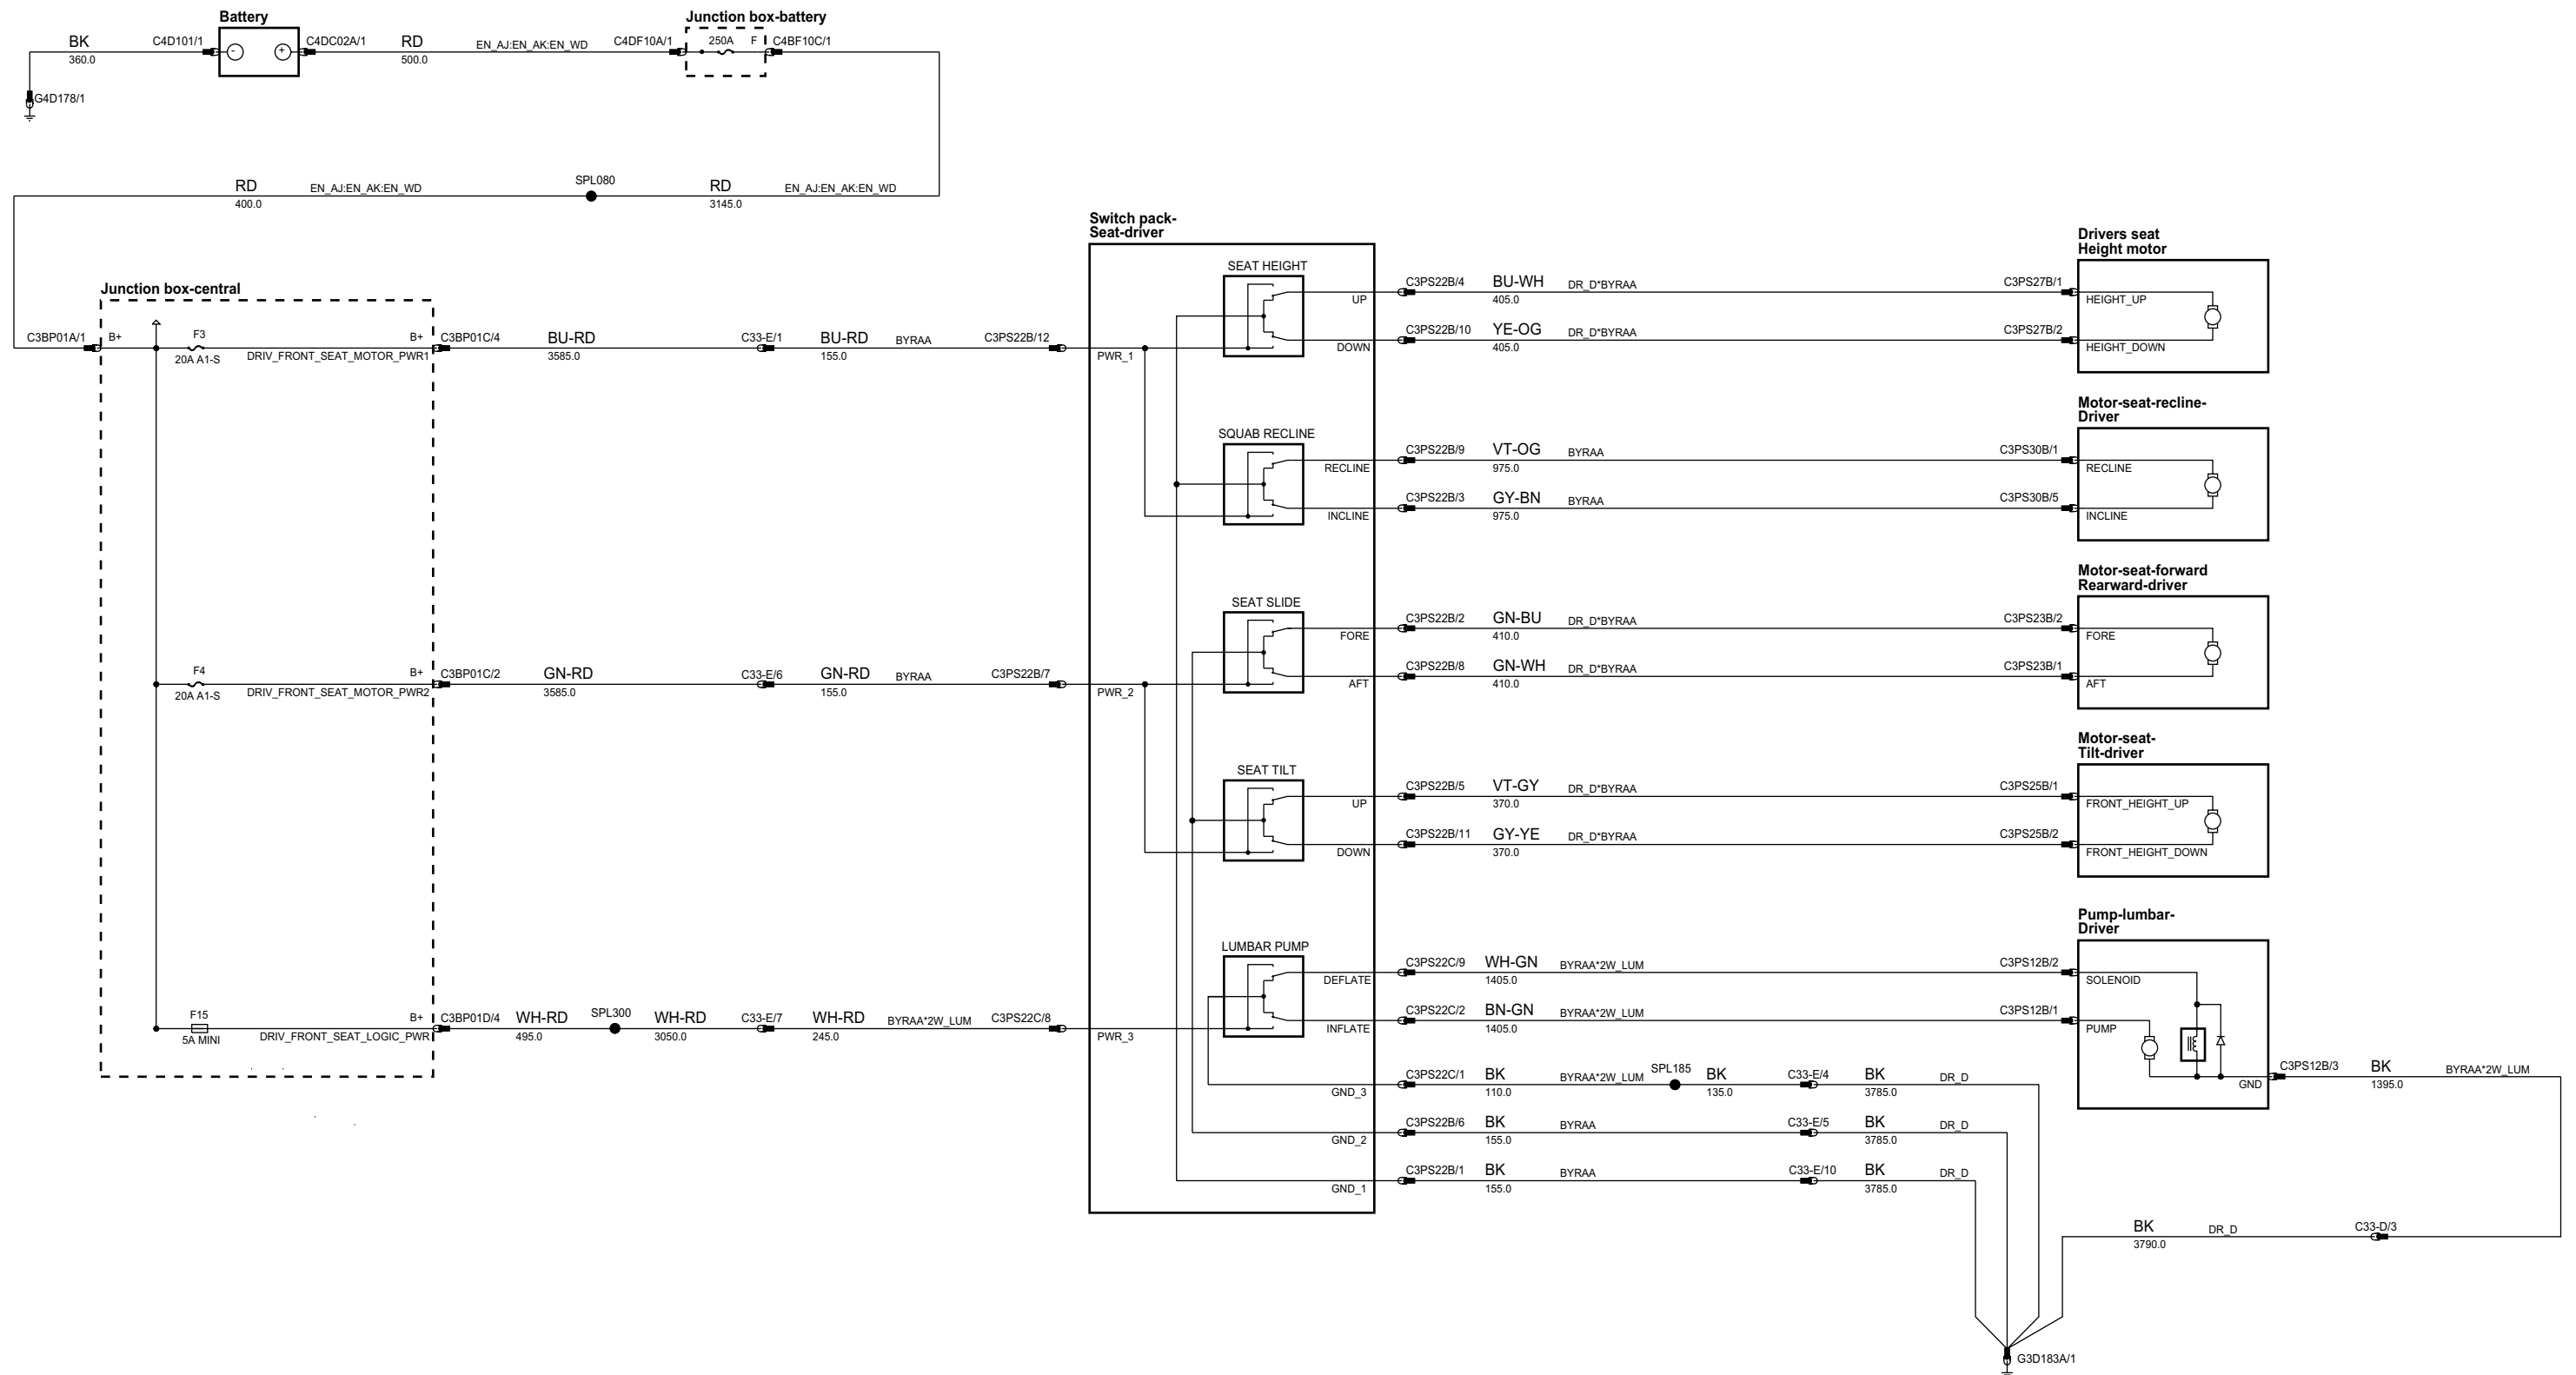 Battery
Junction box-battery
BK
360.0
C4D101/1
-
+
C4DC02A/1
RD
500.0
EN_AJ:EN_AK:EN_WD
C4DF10A/1
250A
F
C4BF10C/1
G4D178/1
RD
400.0
EN_AJ:EN_AK:EN_WD
SPL080
RD
3145.0
EN_AJ:EN_AK:EN_WD
Switch pack-
Seat-driver
Junction box-central
C3BP01A/1
B+
F3
20A A1-S
B+
DRIV_FRONT_SEAT_MOTOR_PWR1
C3BP01C/4
BU-RD
3585.0
C33-E/1
BU-RD
155.0
BYRAA
C3PS22B/12
PWR_1
SEAT HEIGHT
UP
DOWN
C3PS22B/4
BU-WH
405.0
DR_D*BYRAA
C3PS27B/1
C3PS22B/10
YE-OG
405.0
DR_D*BYRAA
C3PS27B/2
Drivers seat
Height motor
HEIGHT_UP
HEIGHT_DOWN
SQUAB RECLINE
RECLINE
INCLINE
C3PS22B/9
VT-OG
975.0
BYRAA
C3PS30B/1
C3PS22B/3
GY-BN
975.0
BYRAA
C3PS30B/5
Motor-seat-recline-
Driver
RECLINE
INCLINE
F4
20A A1-S
B+
DRIV_FRONT_SEAT_MOTOR_PWR2
C3BP01C/2
GN-RD
3585.0
C33-E/6
GN-RD
155.0
BYRAA
C3PS22B/7
PWR_2
SEAT SLIDE
FORE
AFT
C3PS22B/2
GN-BU
410.0
DR_D*BYRAA
C3PS23B/2
C3PS22B/8
GN-WH
410.0
DR_D*BYRAA
C3PS23B/1
Motor-seat-forward
Rearward-driver
FORE
AFT
SEAT TILT
UP
DOWN
C3PS22B/5
VT-GY
370.0
DR_D*BYRAA
C3PS25B/1
C3PS22B/11
GY-YE
370.0
DR_D*BYRAA
C3PS25B/2
Motor-seat-
Tilt-driver
FRONT_HEIGHT_UP
FRONT_HEIGHT_DOWN
F15
5A MINI
B+
DRIV_FRONT_SEAT_LOGIC_PWR
C3BP01D/4
WH-RD
495.0
SPL300
WH-RD
3050.0
C33-E/7
WH-RD
245.0
BYRAA*2W_LUM
C3PS22C/8
PWR_3
LUMBAR PUMP
DEFLATE
INFLATE
C3PS22C/9
WH-GN
1405.0
BYRAA*2W_LUM
C3PS12B/2
C3PS22C/2
BN-GN
1405.0
BYRAA*2W_LUM
C3PS12B/1
Pump-lumbar-
Driver
SOLENOID
PUMP
GND
C3PS12B/3
BK
1395.0
BYRAA*2W_LUM
GND_3
C3PS22C/1
BK
110.0
BYRAA*2W_LUM
SPL185
BK
135.0
C33-E/4
BK
3785.0
DR_D
GND_2
C3PS22B/6
BK
155.0
BYRAA
C33-E/5
BK
3785.0
DR_D
GND_1
C3PS22B/1
BK
155.0
BYRAA
C33-E/10
BK
3785.0
DR_D
BK
3790.0
DR_D
C33-D/3
G3D183A/1